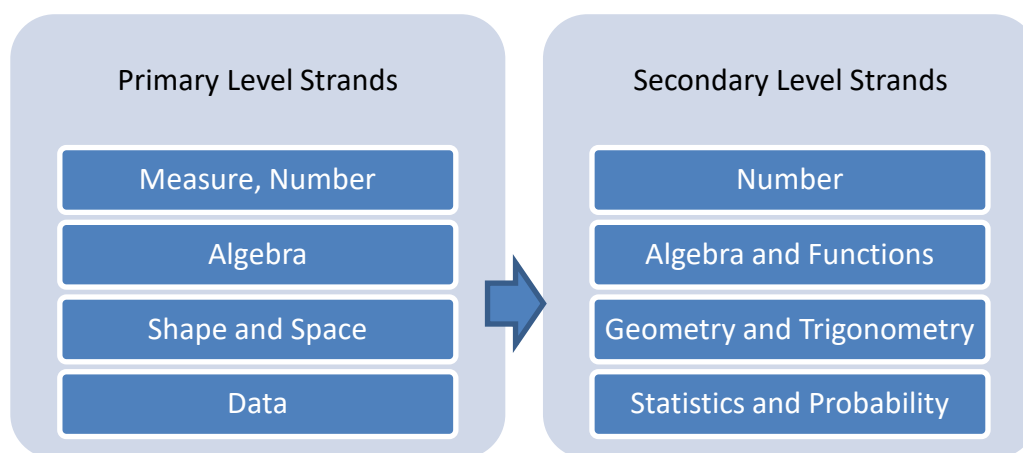 Primary Level Strands
Measure, Number
Algebra
Shape and Space
Data
Secondary Level Strands
Number
Algebra and Functions
Geometry and Trigonometry
Statistics and Probability